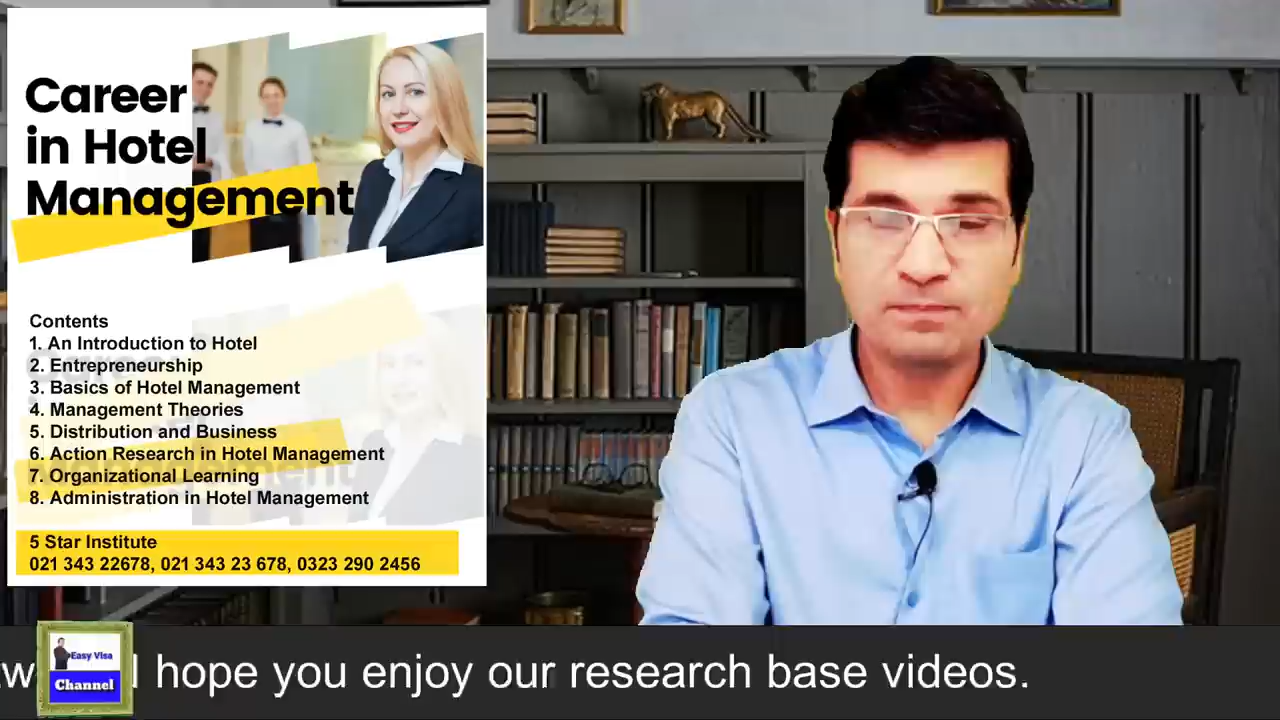 Career
in Hotel
Management
Contents
1. An Introduction to Hotel
2. Entrepreneurship
3. Basics of Hotel Management
4. Management Theories
5. Distribution and Business
6. Action Research in Hotel Management
7. Organizational Learning
8. Administration in Hotel Management
5 Star Institute
021 343 22678, 021 343 23 678, 0323 290 2456
Easy Visa
Channel
hope you enjoy our research base videos.